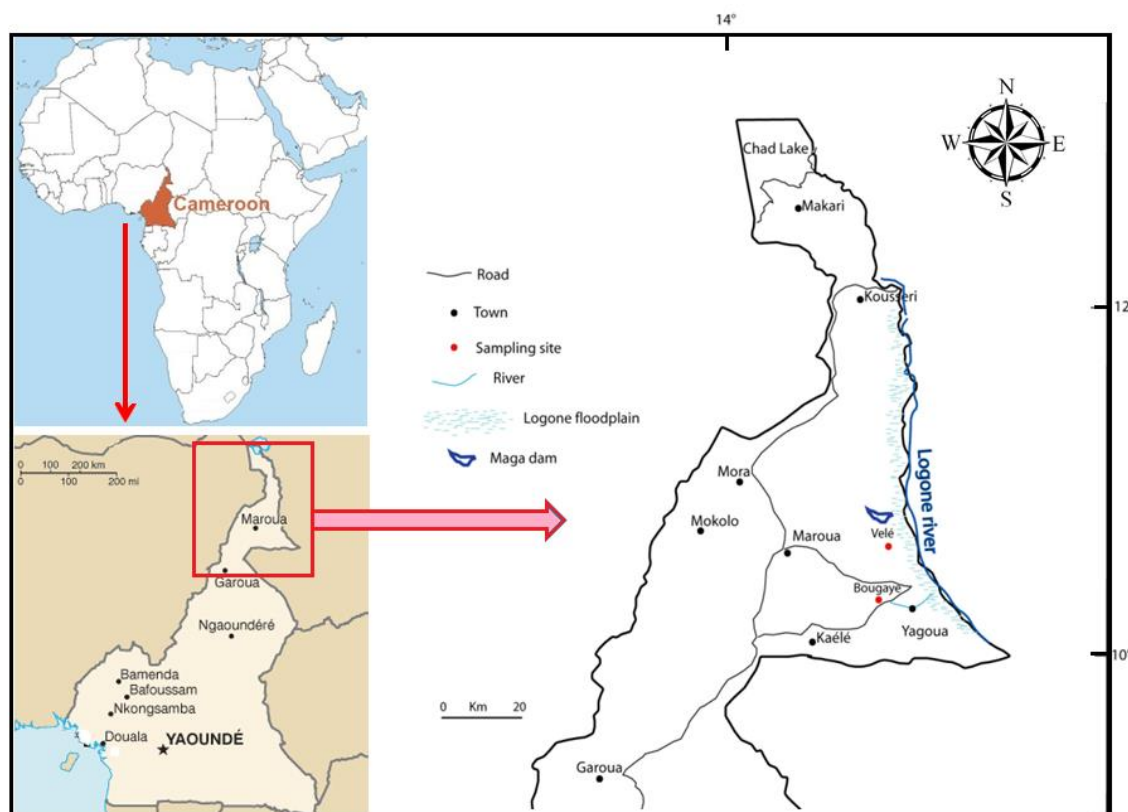 14°
Cameroon
N
W
E
S
Chad Lake
Makari
Kousseri
12
Road
Town
Sampling site
River
Logone floodplain
Maga dam
Logone river
Mora
Mokolo
Maroua
Velé
Bougaye
Yagoua
Kaélé
10°
0 Km 20
Garoua
0 100 200 km
0 100 200 mi
Maroua
Garoua
Ngaoundéré
Bamenda
Bafoussam
Nkongsamba
Douala
YAOUNDÉ